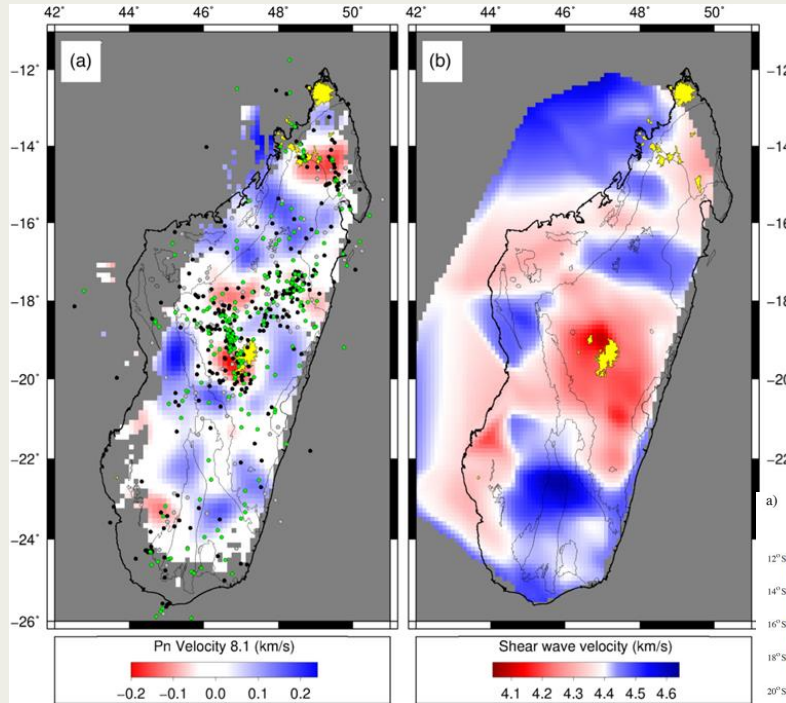 42˚ 44˚ 46˚ 48˚ 50˚ 42˚ 44˚ 46˚ 48˚ 50˚
(a) (b)
−12˚ −12
−14˚ −14
−16˚ −16
−18˚ −18
−20˚ −20
−22˚ −22
a)
−24˚
12°S
14°S
−26˚ 16°S
Pn Velocity 8.1 (km/s) Shear wave velocity (km/s)
18°S
−0.2 −0.1 0.0 0.1 0.2 4.1 4.2 4.3 4.4 4.5 4.6
20°S